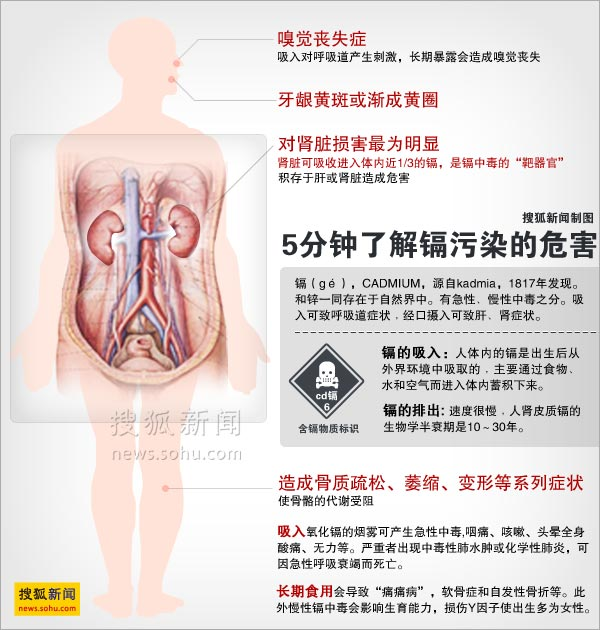 嗅觉丧失症
吸入对呼吸道产生刺激，长期暴露会造成嗅觉丧失
牙龈黄斑或渐成黄圈
对肾脏损害最为明显
肾脏可吸收进入体内近1/3的镉，是镉中毒的“靶器官”
积存于肝或肾脏造成危害
搜狐新闻制图
5分钟了解镉污染的危害
镉（gé），CADMIUM，源自kadmia，1817年发现。
和锌一同存在于自然界中。有急性、慢性中毒之分。吸
入可致呼吸道症状﹐经口摄入可致肝、肾症状。
cd镉
6
含镉物质标识
镉的吸入：人体内的镉是出生后从
外界环境中吸取的﹐主要通过食物、
水和空气而进入体内蓄积下来。
镉的排出: 速度很慢﹐人肾皮质镉的
生物学半衰期是10～30年。
搜狐新闻
news.sohu.com
造成骨质疏松、萎缩、变形等系列症状
使骨骼的代谢受阻
吸入氧化镉的烟雾可产生急性中毒,咽痛、咳嗽、头晕全身
酸痛、无力等。严重者出现中毒性肺水肿或化学性肺炎，可
因急性呼吸衰竭而死亡。
长期食用会导致“痛痛病”，软骨症和自发性骨折等。此
外慢性镉中毒会影响生育能力，损伤Y因子使出生多为女性。
搜狐新闻
news.sohu.com